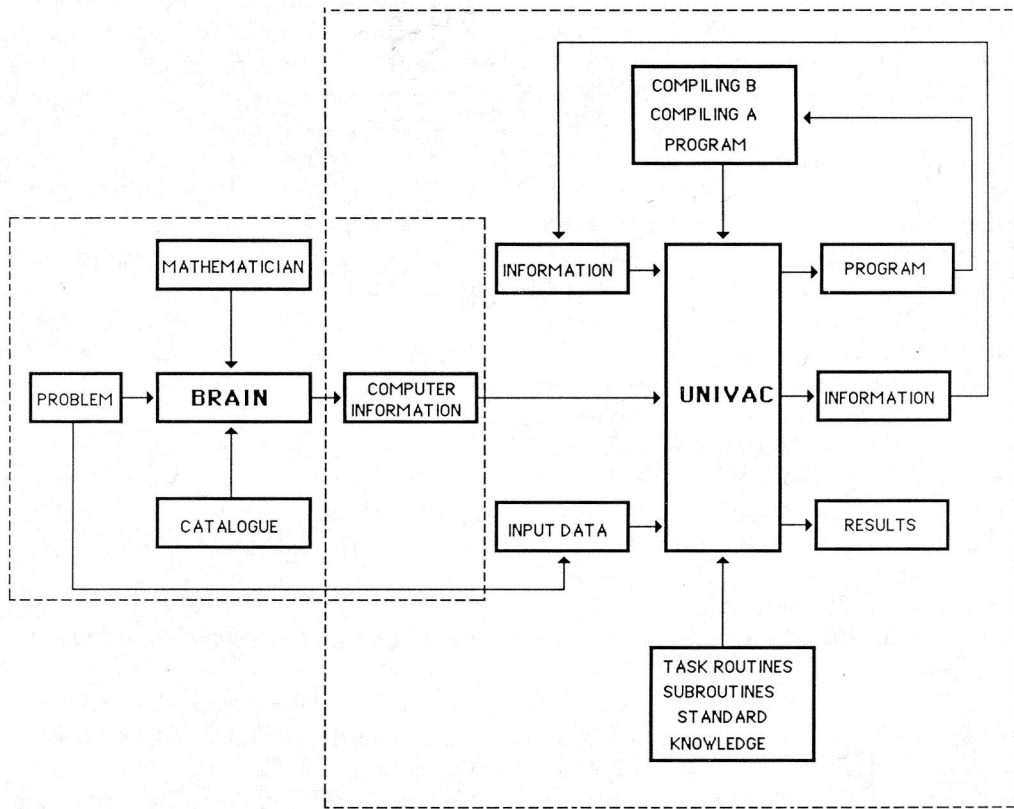 COMPILING B
COMPILING A
PROGRAM
MATHEMATICIAN
INFORMATION
PROGRAM
PROBLEM
BRAIN
COMPUTER
INFORMATION
UNIVAC
INFORMATION
CATALOGUE
INPUT DATA
RESULTS
TASK ROUTINES
SUBROUTINES
STANDARD
KNOWLEDGE